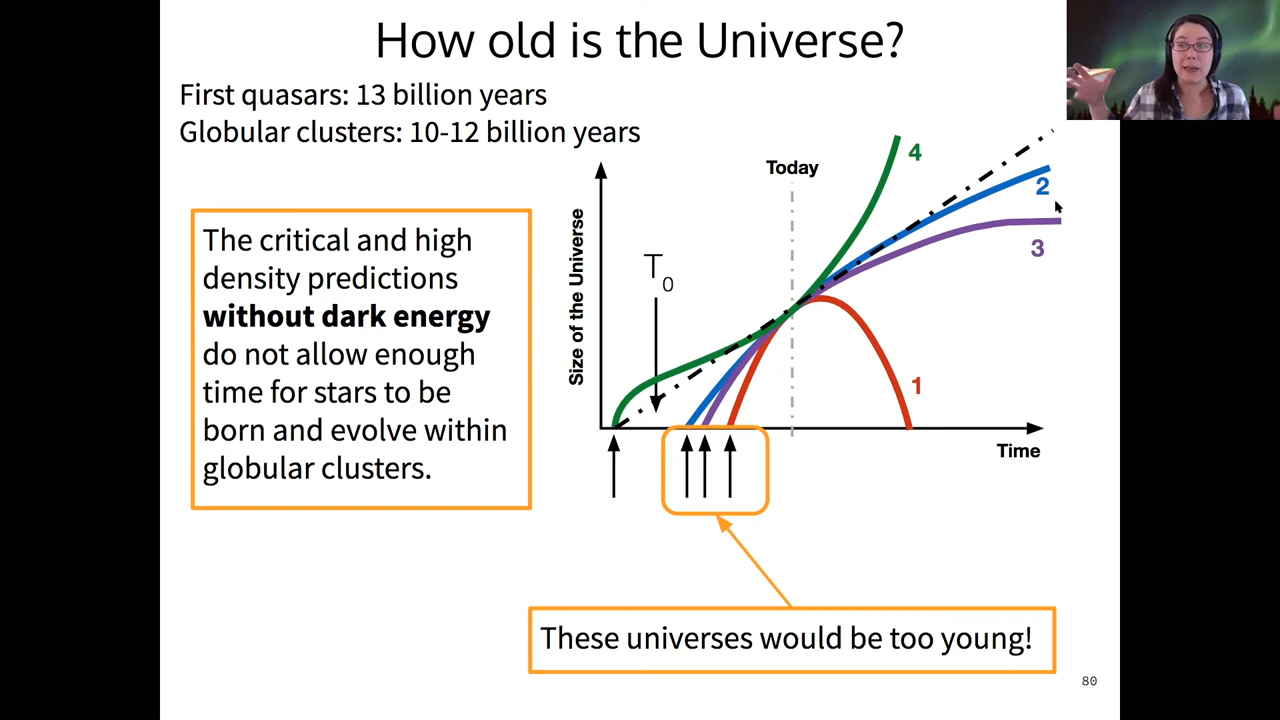 How old is the Universe?
First quasars: 13 billion years
Globular clusters: 10-12 billion years
The critical and high
density predictions
without dark energy
do not allow enough
time for stars to be
born and evolve within
globular clusters.
Size of the Universe
T0
Today
4
2
3
1
Time
These universes would be too young!
80